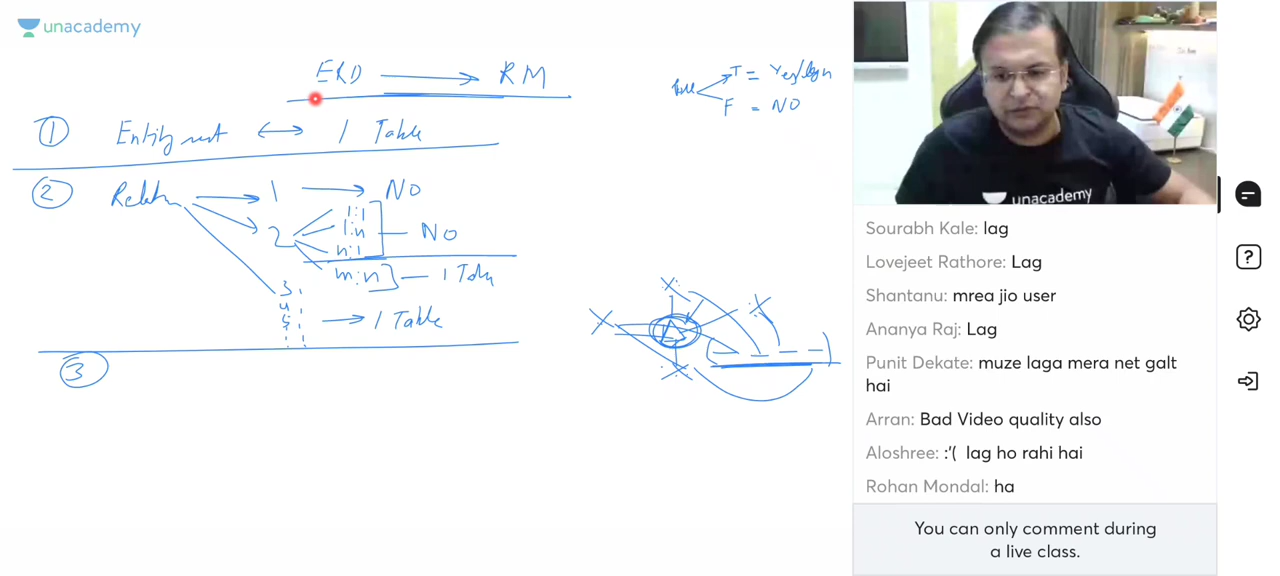 unacademy
ERD → RM
T = Yes/
F = NO
① Entity set ↔ 1 Table
② Relation → 1 → NO
1:1
2 1:n NO
n:1
m:n 1 Table
3
4
5 → 1 Table
③
unacademy
Sourabh Kale: lag
Lovejeet Rathore: Lag
Shantanu: mrea jio user
Ananya Raj: Lag
Punit Dekate: muze laga mera net galt
hai
Arran: Bad Video quality also
Aloshree: :'( lag ho rahi hai
Rohan Mondal: ha
You can only comment during
a live class.